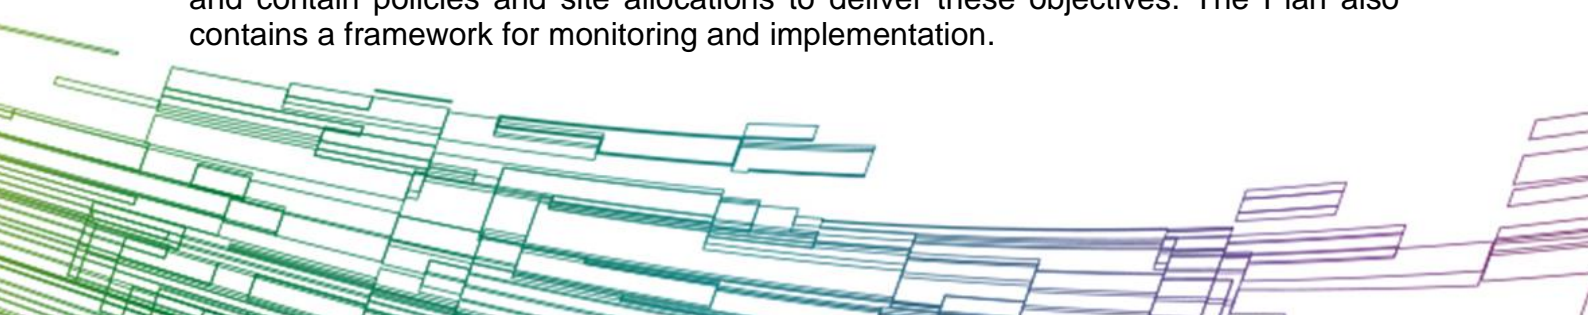 and contain policies and site allocations to deliver these objectives. The Plan also
contains a framework for monitoring and implementation.